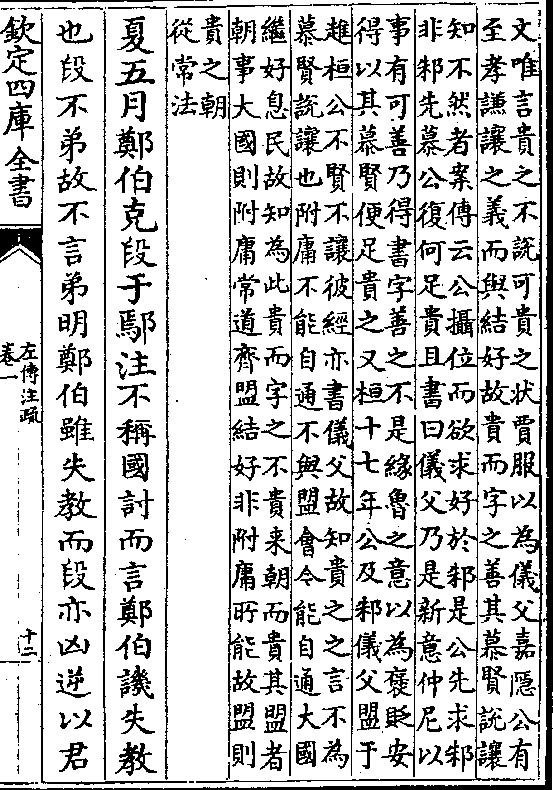 文唯言貴之不說可貴之狀賈服以為儀父嘉隱公有
至孝謙讓之義而與結好故貴而字之善其慕賢說讓
知不然者案傳云公攝位而欲求好於邾是公先求邾
非邾先慕公復何足貴且書曰儀父乃是新意仲尼以
事有可善乃得書字善之不是緣魯之意以為襃貶安
得以其慕賢便足貴之又桓十七年公及邾儀父盟于
趡桓公不賢不讓彼經亦書儀父故知貴之之言不為
慕賢說讓也附庸不能自通不與盟會今能自通大國
繼好息民故知為此貴而字之不貴来朝而貴其盟者
朝事大國則附庸常道齊盟結好非附庸所能故盟則
貴之朝
從常法
夏五月鄭伯克段于鄢注不稱國討而言鄭伯譏失教
也段不弟故不言弟明鄭伯雖失教而段亦凶逆以君
欽定四庫全書
左傳注疏
卷一
十二